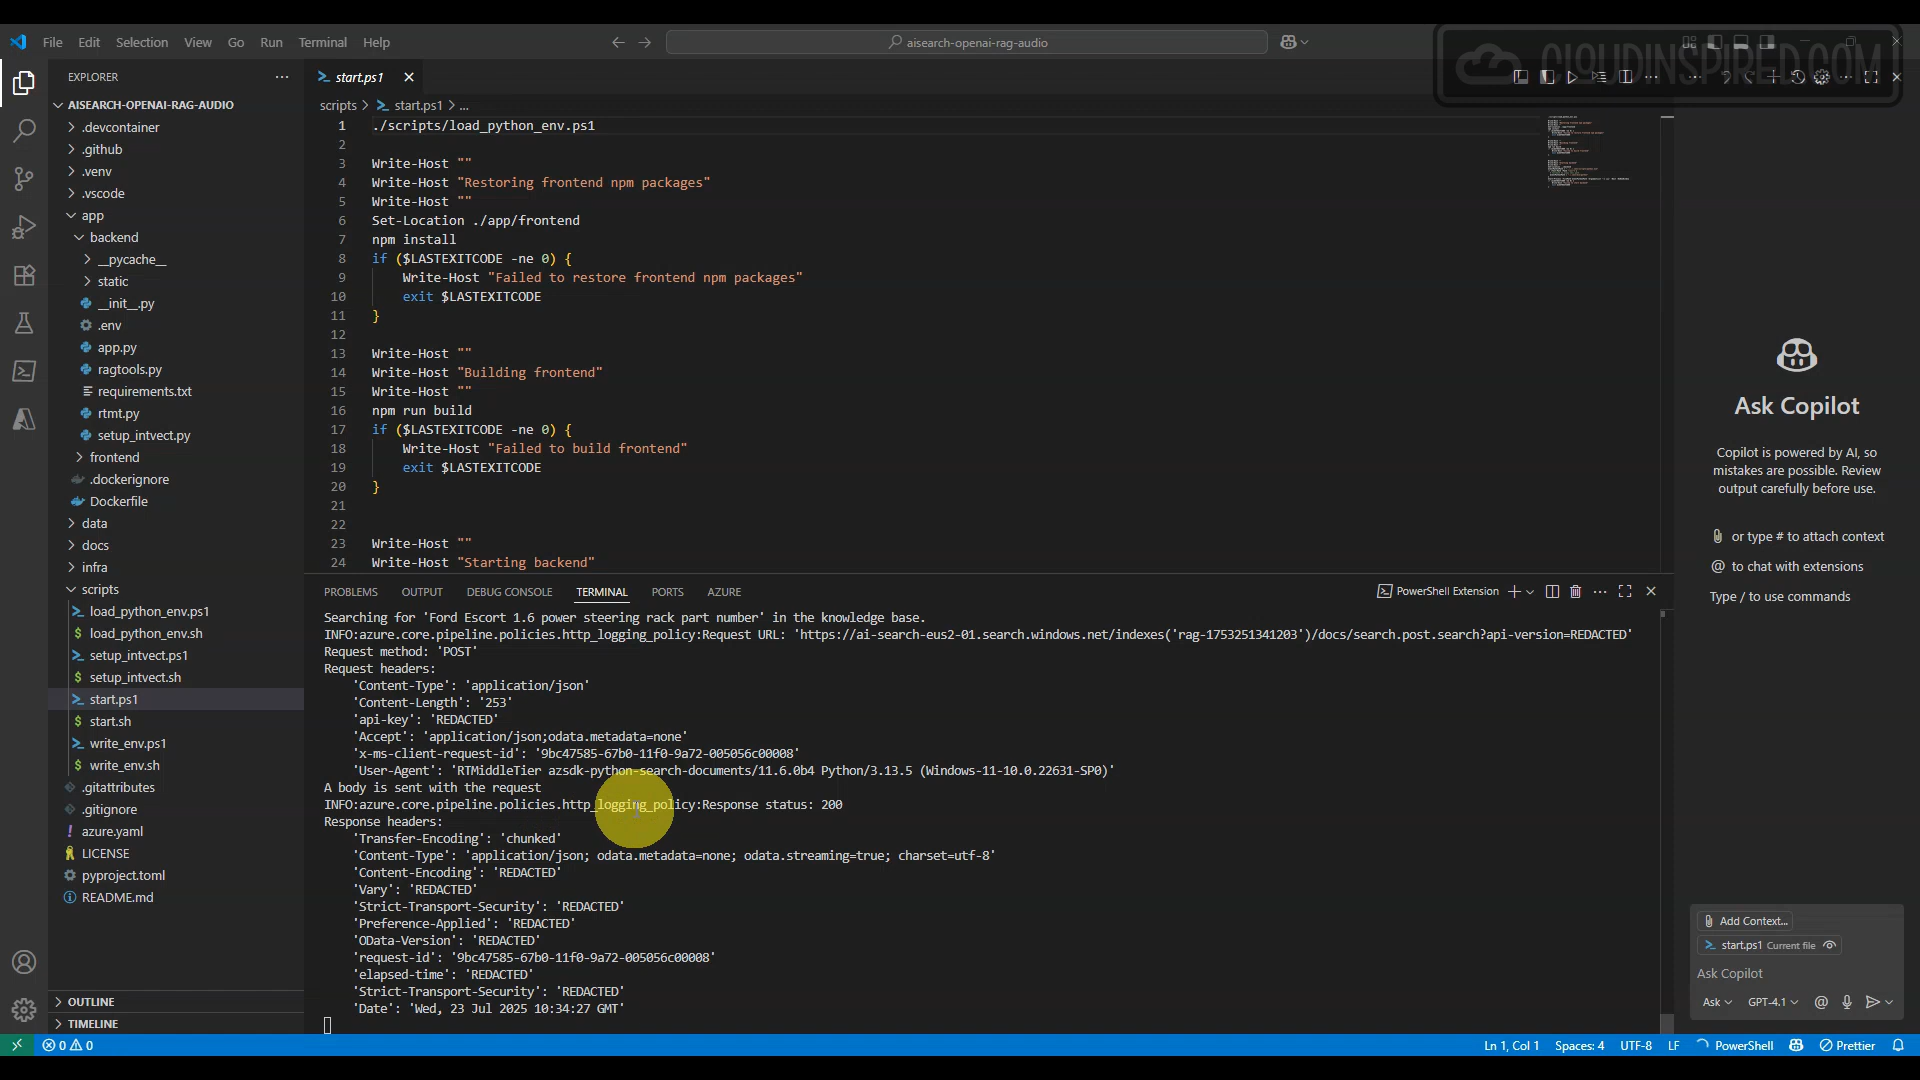 File Edit Selection View Go Run Terminal Help
aisearch-openai-rag-audio
CLOUDINSPIRED.COM
EXPLORER
AISEARCH-OPENAI-RAG-AUDIO
.devcontainer
.github
.venv
.vscode
app
backend
__pycache__
static
__init__.py
.env
app.py
ragtools.py
requirements.txt
rtmt.py
setup_intvect.py
frontend
.dockerignore
Dockerfile
data
docs
infra
scripts
load_python_env.ps1
load_python_env.sh
setup_intvect.ps1
setup_intvect.sh
start.ps1
start.sh
write_env.ps1
write_env.sh
.gitattributes
.gitignore
azure.yaml
LICENSE
pyproject.toml
README.md
OUTLINE
TIMELINE
start.ps1
scripts > start.ps1 > ...
1 ./scripts/load_python_env.ps1
2
3 Write-Host ""
4 Write-Host "Restoring frontend npm packages"
5 Write-Host ""
6 Set-Location ./app/frontend
7 npm install
8 if ($LASTEXITCODE -ne 0) {
9 Write-Host "Failed to restore frontend npm packages"
10 exit $LASTEXITCODE
11 }
12
13 Write-Host ""
14 Write-Host "Building frontend"
15 Write-Host ""
16 npm run build
17 if ($LASTEXITCODE -ne 0) {
18 Write-Host "Failed to build frontend"
19 exit $LASTEXITCODE
20 }
21
22
23 Write-Host ""
24 Write-Host "Starting backend"
PROBLEMS OUTPUT DEBUG CONSOLE TERMINAL PORTS AZURE
PowerShell Extension
Searching for 'Ford Escort 1.6 power steering rack part number' in the knowledge base.
INFO:azure.core.pipeline.policies.http_logging_policy:Request URL: 'https://ai-search-eus2-01.search.windows.net/indexes('rag-1753251341203')/docs/search.post.search?api-version=REDACTED'
Request method: 'POST'
Request headers:
'Content-Type': 'application/json'
'Content-Length': '253'
'api-key': 'REDACTED'
'Accept': 'application/json;odata.metadata=none'
'x-ms-client-request-id': '9bc47585-67b0-11f0-9a72-005056c00008'
'User-Agent': 'RTMiddleTier azsdk-python-search-documents/11.6.0b4 Python/3.13.5 (Windows-11-10.0.22631-SP0)'
A body is sent with the request
INFO:azure.core.pipeline.policies.http_logging_policy:Response status: 200
Response headers:
'Transfer-Encoding': 'chunked'
'Content-Type': 'application/json; odata.metadata=none; odata.streaming=true; charset=utf-8'
'Content-Encoding': 'REDACTED'
'Vary': 'REDACTED'
'Strict-Transport-Security': 'REDACTED'
'Preference-Applied': 'REDACTED'
'OData-Version': 'REDACTED'
'request-id': '9bc47585-67b0-11f0-9a72-005056c00008'
'elapsed-time': 'REDACTED'
'Strict-Transport-Security': 'REDACTED'
'Date': 'Wed, 23 Jul 2025 10:34:27 GMT'
Ask Copilot
Copilot is powered by AI, so
mistakes are possible. Review
output carefully before use.
or type # to attach context
@ to chat with extensions
Type / to use commands
Add Context...
start.ps1 Current file
Ask Copilot
Ask GPT-4.1
0 0
Ln 1, Col 1 Spaces: 4 UTF-8 LF PowerShell Prettier